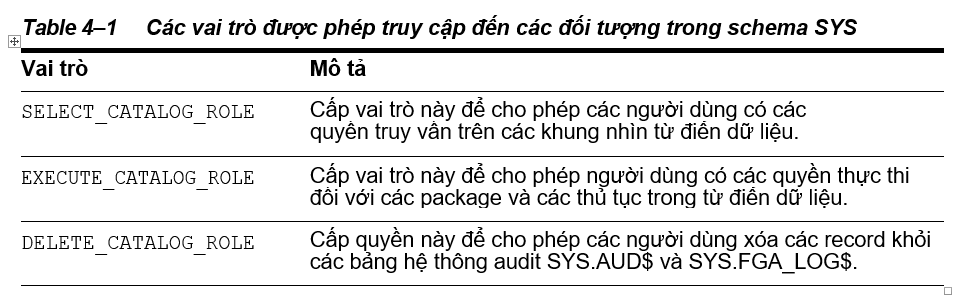 Table 4–1 Các vai trò được phép truy cập đến các đối tượng trong schema SYS
Vai trò Mô tả
SELECT_CATALOG_ROLE Cấp vai trò này để cho phép các người dùng có các
quyền truy vấn trên các khung nhìn từ điển dữ liệu.
EXECUTE_CATALOG_ROLE Cấp vai trò này để cho phép người dùng có các quyền thực thi
đối với các package và các thủ tục trong từ điển dữ liệu.
DELETE_CATALOG_ROLE Cấp quyền này để cho phép các người dùng xóa các record khỏi
các bảng hệ thông audit SYS.AUD$ và SYS.FGA_LOG$.